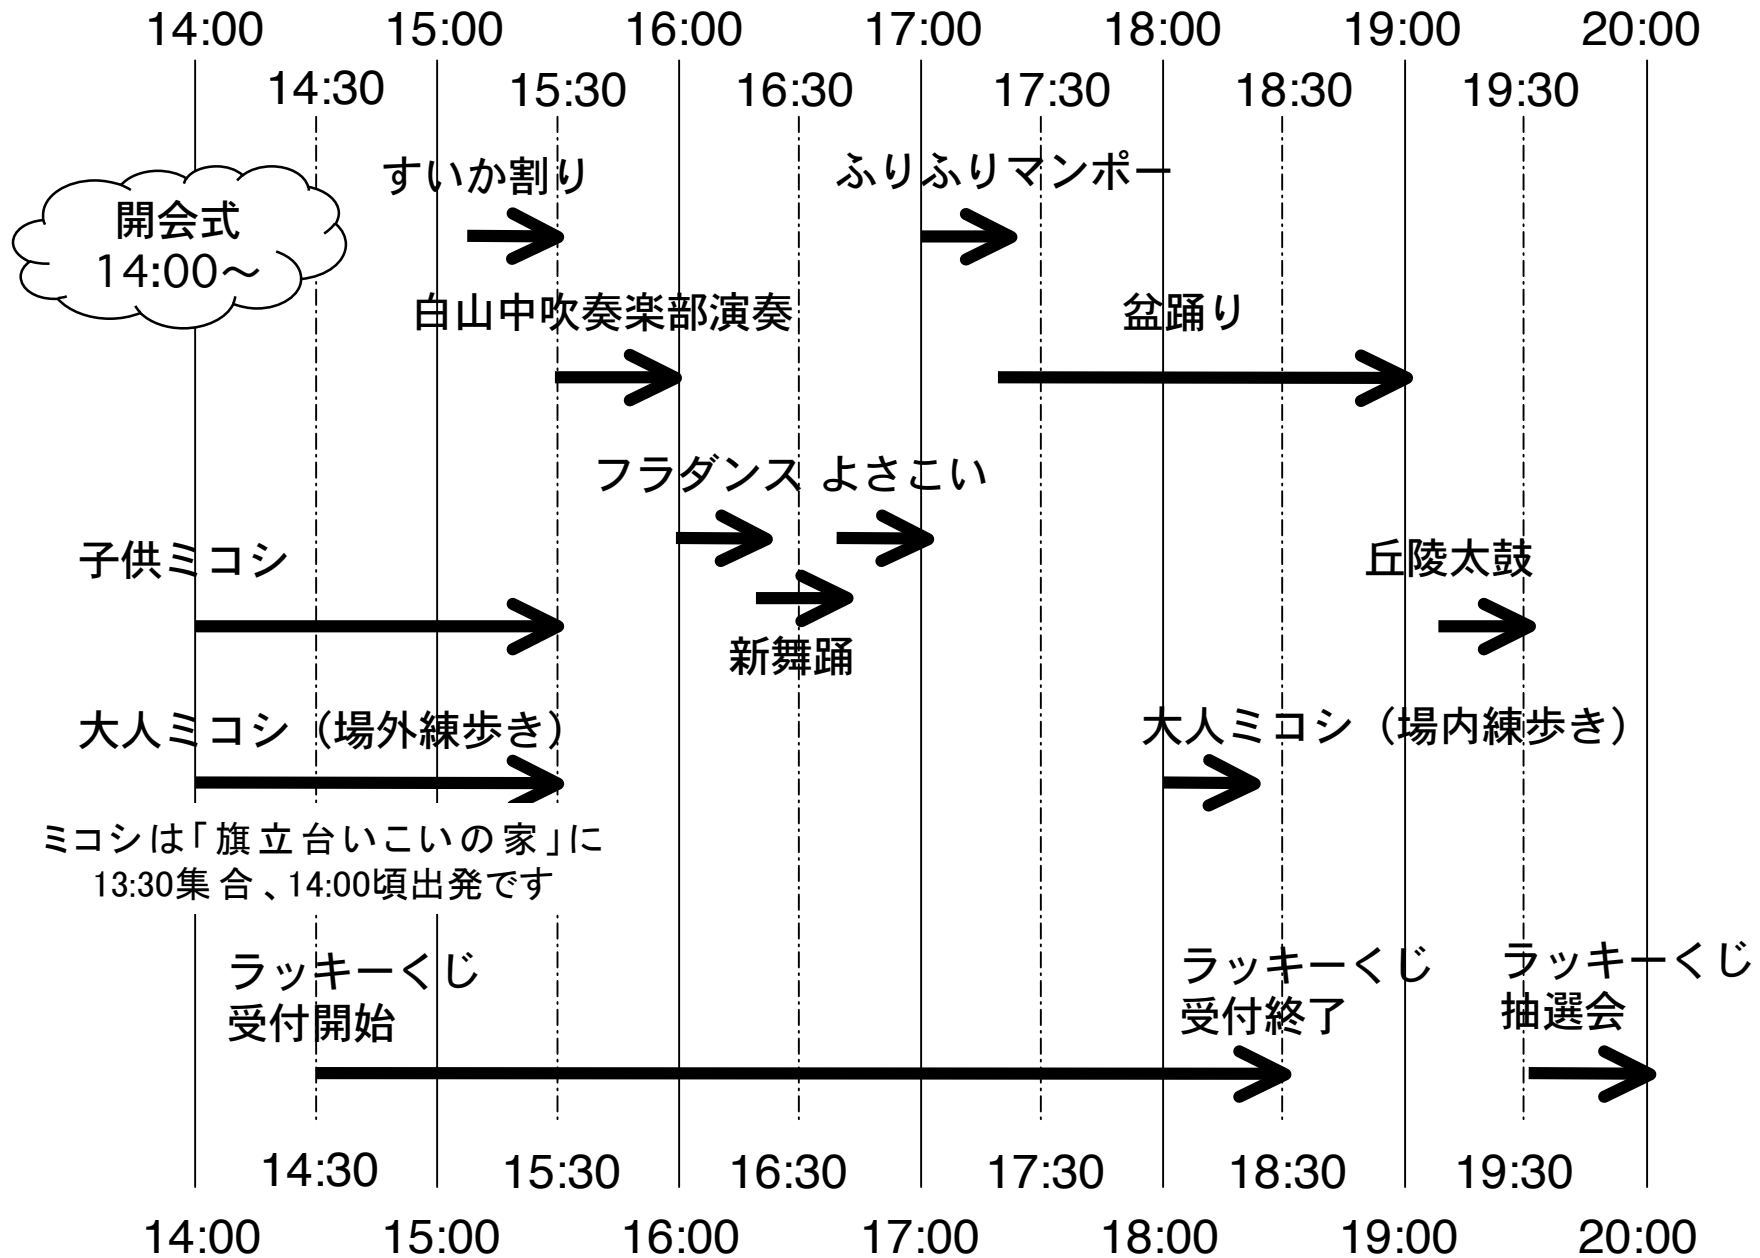 14:00 15:00 16:00 17:00 18:00 19:00 20:00
14:30 15:30 16:30 17:30 18:30 19:30
すいか割り
ふりふりマンポー
開会式
14:00〜
白山中吹奏楽部演奏
盆踊り
フラダンス よさこい
子供ミコシ
丘陵太鼓
新舞踊
大人ミコシ（場外練歩き）
大人ミコシ（場内練歩き）
ミコシは「旗立台いこいの家」に
13:30集合、14:00頃出発です
ラッキーくじ
受付開始
ラッキーくじ
受付終了
ラッキーくじ
抽選会
14:30 15:30 16:30 17:30 18:30 19:30
14:00 15:00 16:00 17:00 18:00 19:00 20:00